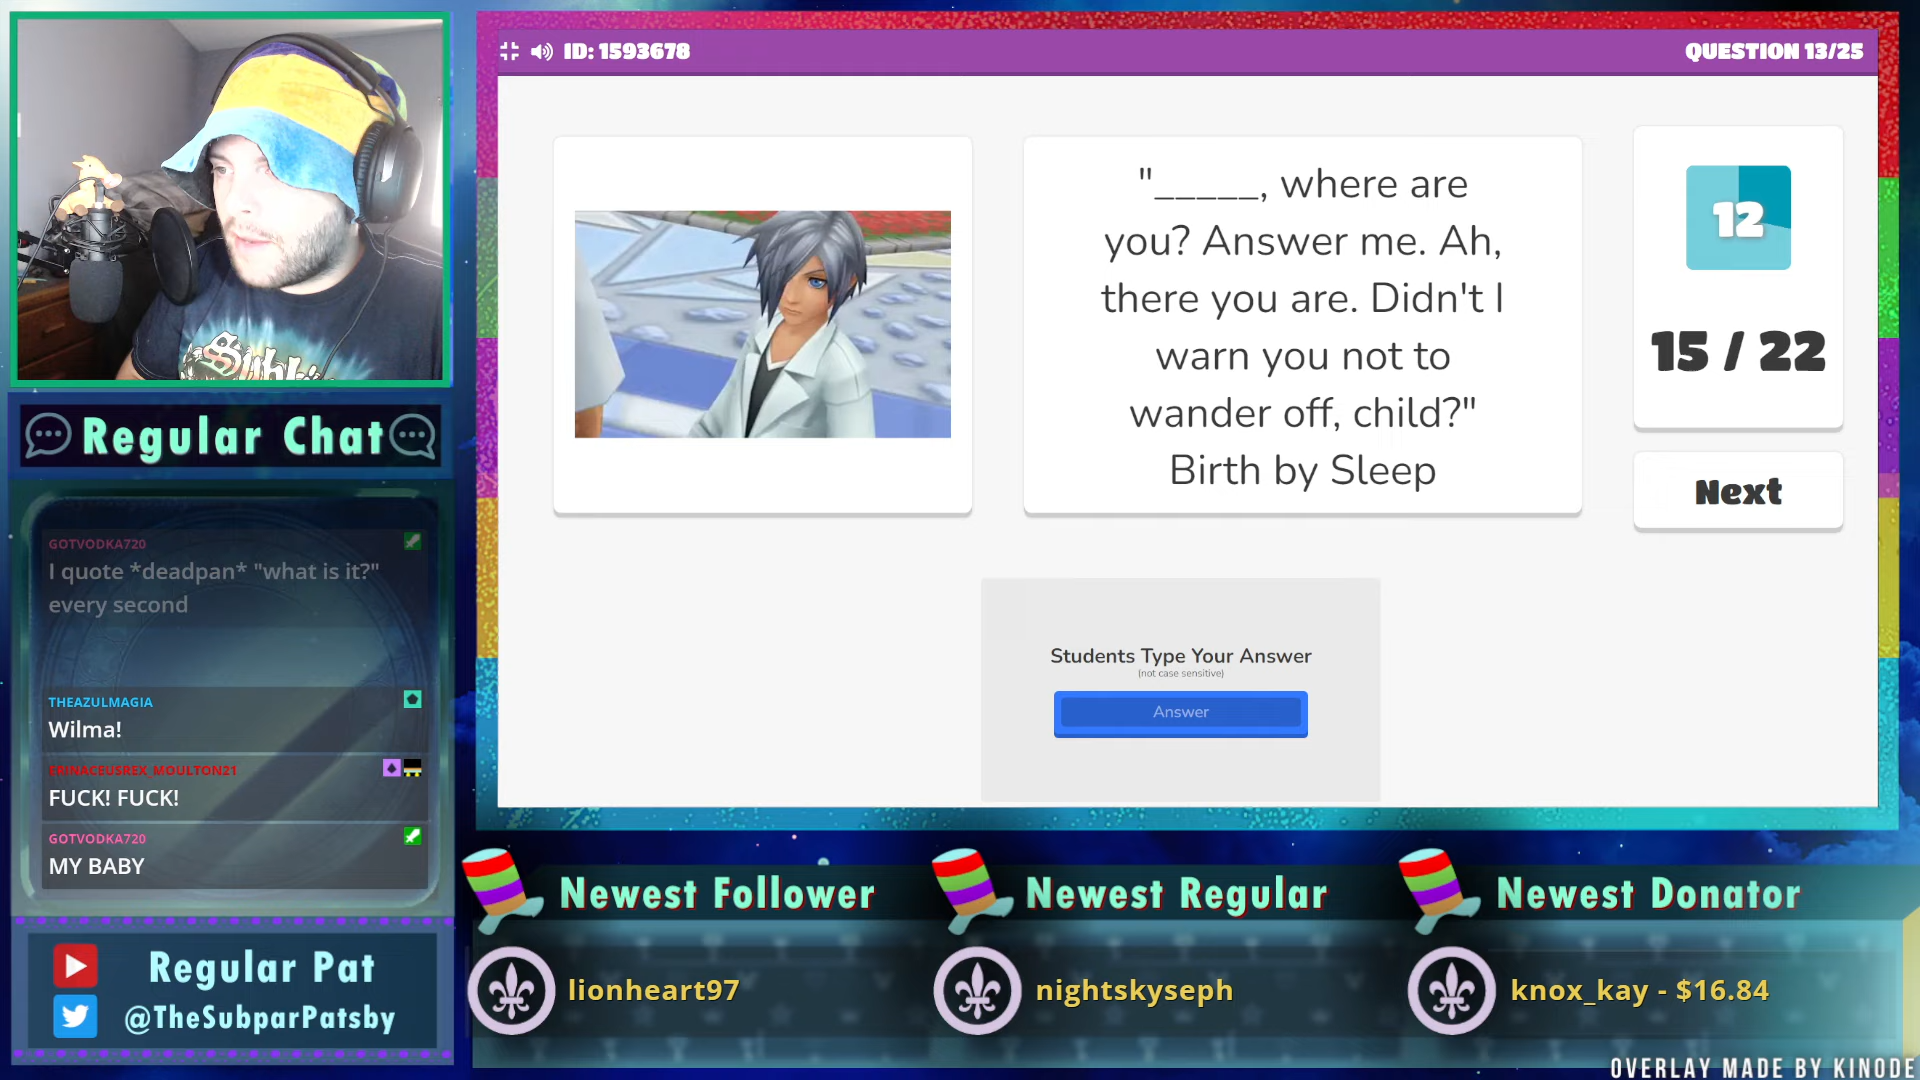 ID: 1593678
QUESTION 13/25
"_____, where are
you? Answer me. Ah,
there you are. Didn't I
warn you not to
wander off, child?"
Birth by Sleep
12
15 / 22
Next
Students Type Your Answer
(not case sensitive)
Answer
Regular Chat
GOTVODKA720
I quote *deadpan* "what is it?"
every second
THEAZULMAGIA
Wilma!
ERINACEUSREX_MOULTON21
FUCK! FUCK!
GOTVODKA720
MY BABY
Regular Pat
@TheSubparPatsby
Newest Follower
lionheart97
Newest Regular
nightskyseph
Newest Donator
knox_kay - $16.84
OVERLAY MADE BY KINODE